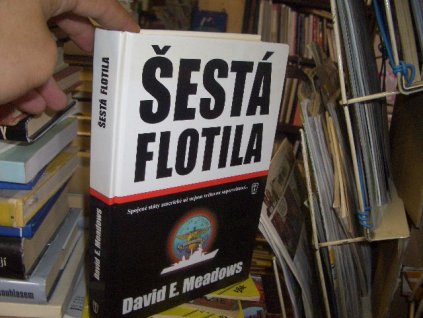 ŠESTÁ
FLOTILA
Spojené státy americké už nejsou světovou supervelmocí...
David E. Meadows
ŠESTÁ FLOTILA
David E. Meadows